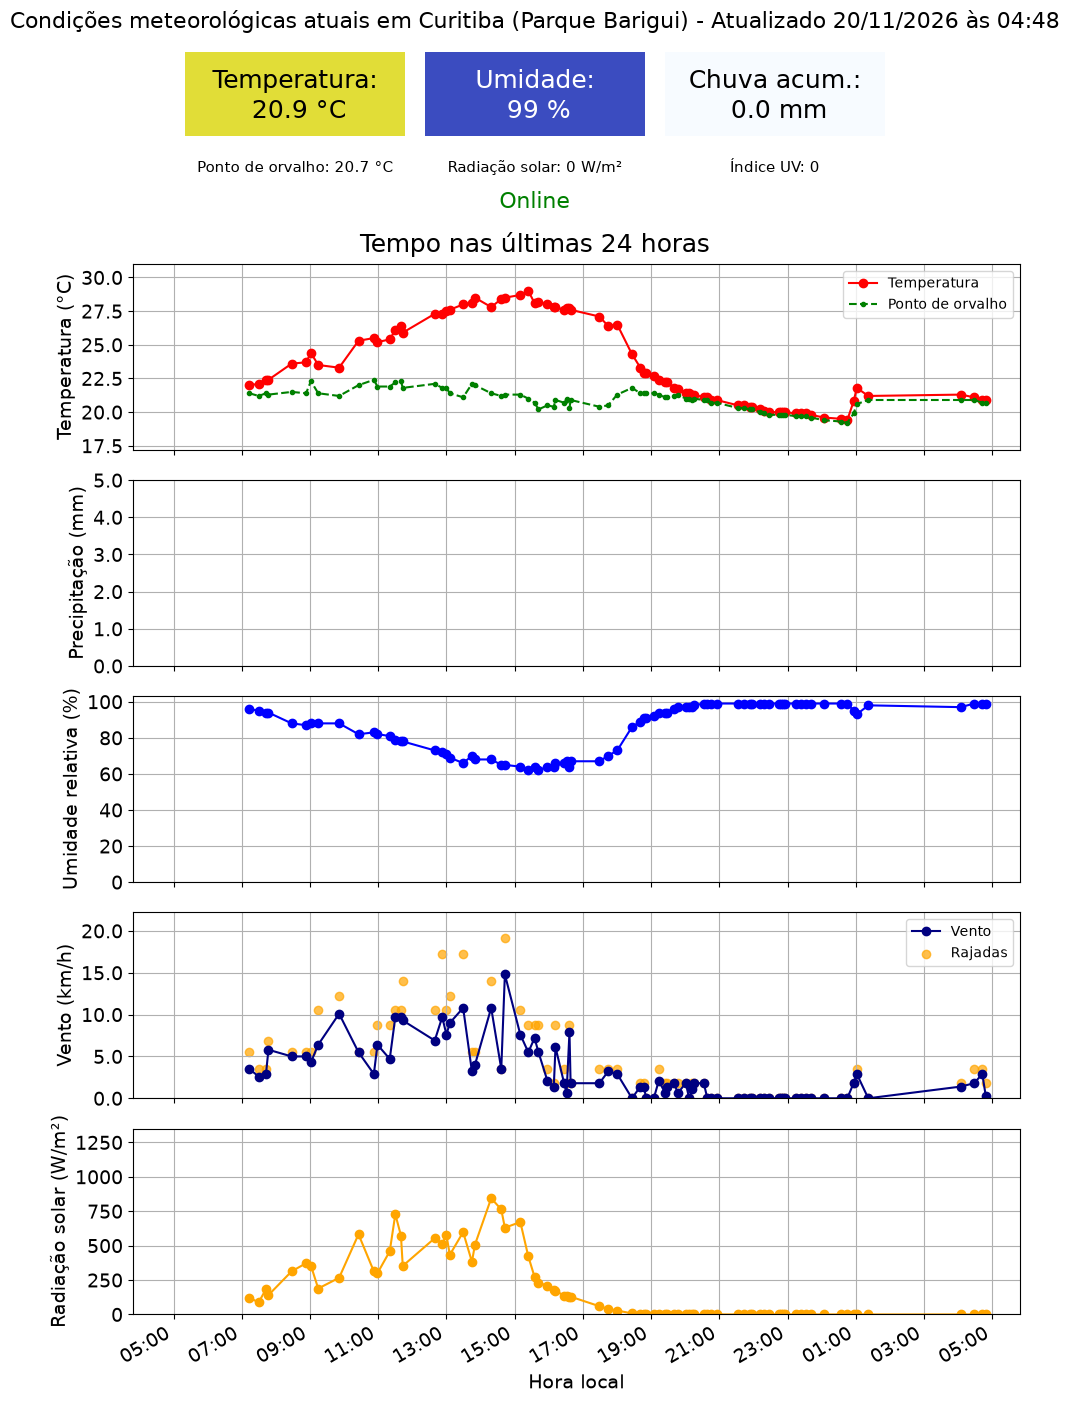 Condições meteorológicas atuais em Curitiba (Parque Barigui) - Atualizado 20/11/2026 às 04:48
Temperatura:
20.9 °C
Umidade:
99 %
Chuva acum.:
0.0 mm
Ponto de orvalho: 20.7 °C
Radiação solar: 0 W/m²
Índice UV: 0
Online
Tempo nas últimas 24 horas
Temperatura (°C)
30.0
27.5
25.0
22.5
20.0
17.5
Temperatura
Ponto de orvalho
Precipitação (mm)
5.0
4.0
3.0
2.0
1.0
0.0
Umidade relativa (%)
100
80
60
40
20
0
Vento (km/h)
20.0
15.0
10.0
5.0
0.0
Vento
Rajadas
Radiação solar (W/m²)
1250
1000
750
500
250
0
05:00
07:00
09:00
11:00
13:00
15:00
17:00
19:00
21:00
23:00
01:00
03:00
05:00
Hora local